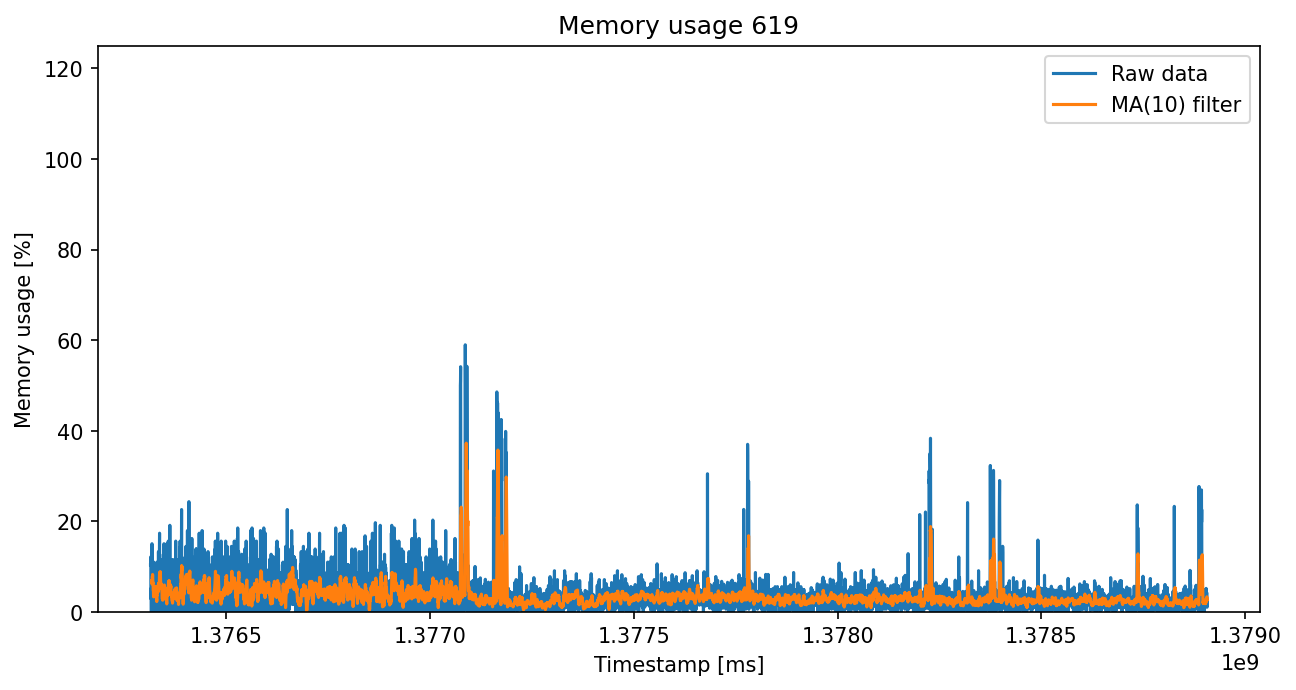 Memory usage 619
Raw data
MA(10) filter
Memory usage [%]
120
100
80
60
40
20
0
1.3765 1.3770 1.3775 1.3780 1.3785 1.3790
1e9
Timestamp [ms]